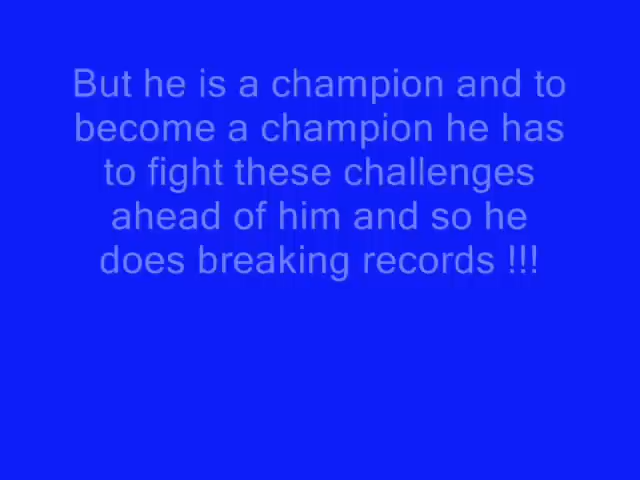 But he is a champion and to
become a champion he has
to fight these challenges
ahead of him and so he
does breaking records !!!